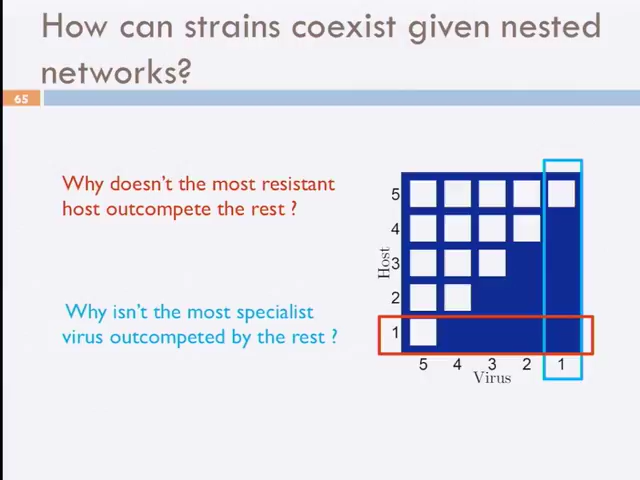 How can strains coexist given nested
networks?
65
Why doesn't the most resistant
host outcompete the rest ?
Why isn't the most specialist
virus outcompeted by the rest ?
Host
5
4
3
2
1
5 4 3 2 1
Virus